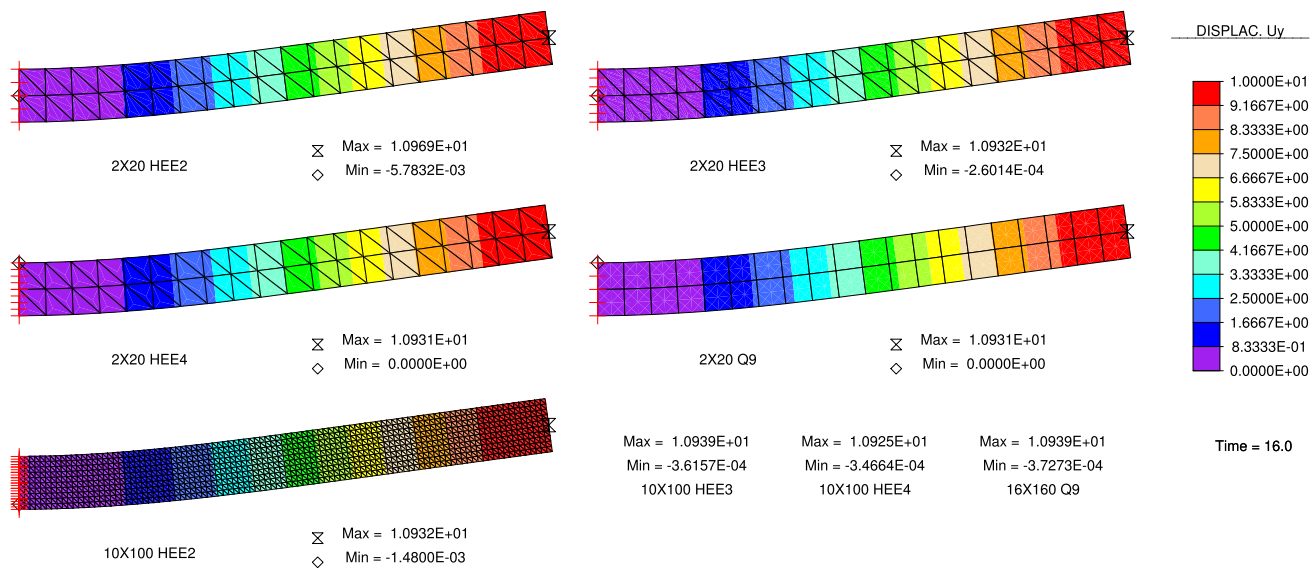 DISPLAC. Uy
1.0000E+01
9.1667E+00
8.3333E+00
7.5000E+00
6.6667E+00
5.8333E+00
5.0000E+00
4.1667E+00
3.3333E+00
2.5000E+00
1.6667E+00
8.3333E-01
0.0000E+00
Time = 16.0
2X20 HEE2
Max = 1.0969E+01
Min = -5.7832E-03
2X20 HEE3
Max = 1.0932E+01
Min = -2.6014E-04
2X20 HEE4
Max = 1.0931E+01
Min = 0.0000E+00
2X20 Q9
Max = 1.0931E+01
Min = 0.0000E+00
10X100 HEE2
Max = 1.0932E+01
Min = -1.4800E-03
Max = 1.0939E+01
Min = -3.6157E-04
10X100 HEE3
Max = 1.0925E+01
Min = -3.4664E-04
10X100 HEE4
Max = 1.0939E+01
Min = -3.7273E-04
16X160 Q9